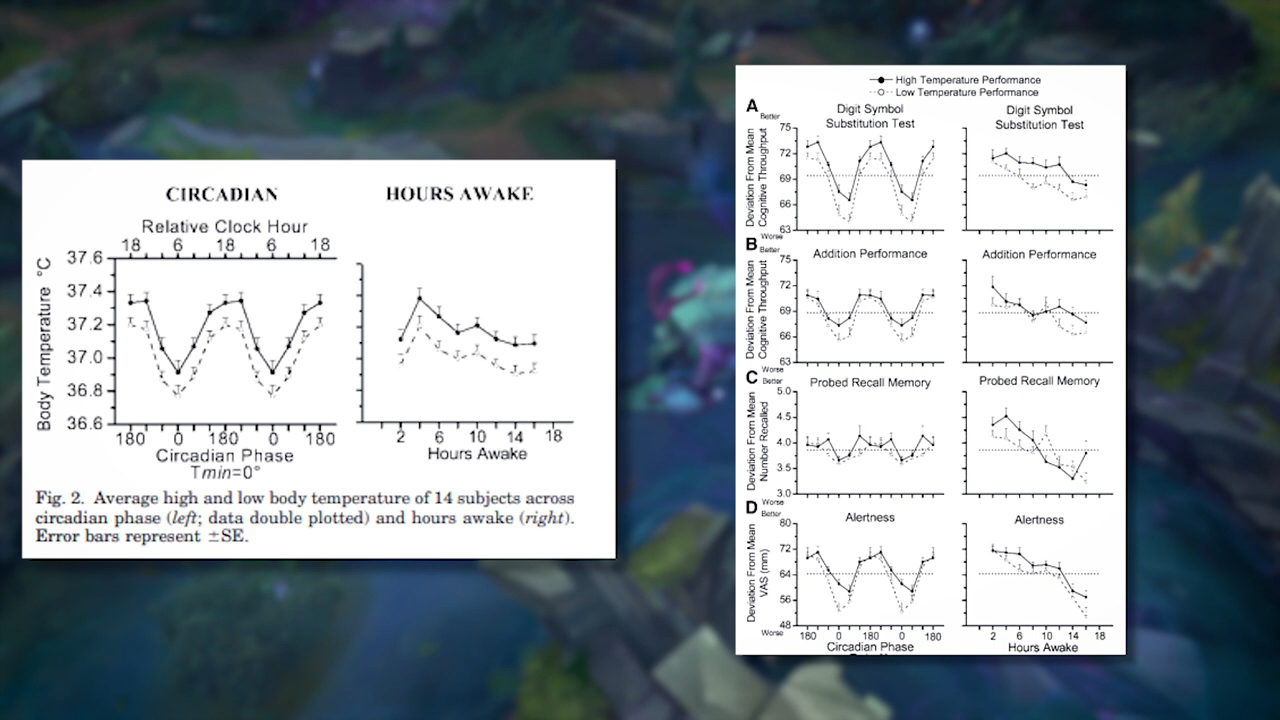 CIRCADIAN
HOURS AWAKE
Relative Clock Hour
18 6 18 6 18
37.6
37.4
37.2
37.0
36.8
36.6
Body Temperature °C
180 0 180 0 180
Circadian Phase
Tmin=0°
2 6 10 14 18
Hours Awake
Fig. 2. Average high and low body temperature of 14 subjects across
circadian phase (left; data double plotted) and hours awake (right).
Error bars represent ±SE.
High Temperature Performance
Low Temperature Performance
A
Better
Digit Symbol
Substitution Test
Digit Symbol
Substitution Test
75
72
69
66
63
Deviation From Mean
Cognitive Throughput
Worse
B
Better
Addition Performance
Addition Performance
75
72
69
66
63
Deviation From Mean
Cognitive Throughput
Worse
C
Better
Probed Recall Memory
Probed Recall Memory
5.0
4.5
4.0
3.5
3.0
Deviation From Mean
Number Recalled
Worse
D
Better
Alertness
Alertness
80
72
64
56
48
Deviation From Mean
VAS (mm)
Worse
180 0 180 0 180
Circadian Phase
2 6 10 14 18
Hours Awake